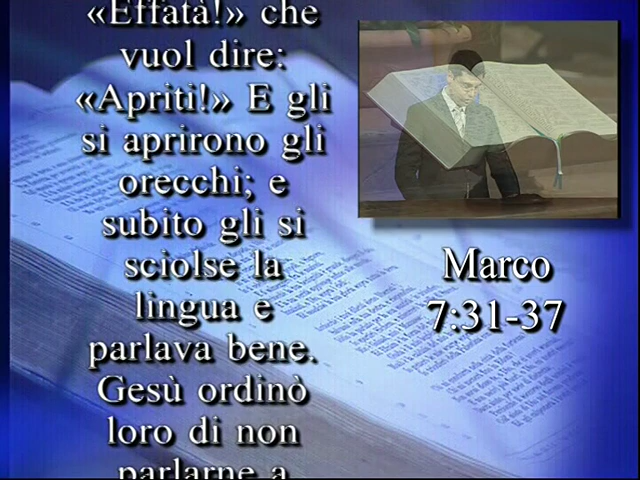 «Effatà!» che
vuol dire:
«Apriti!» E gli
si aprirono gli
orecchi; e
subito gli si
sciolse la
lingua e
parlava bene.
Gesù ordinò
loro di non
parlarne a
Marco
7:31-37